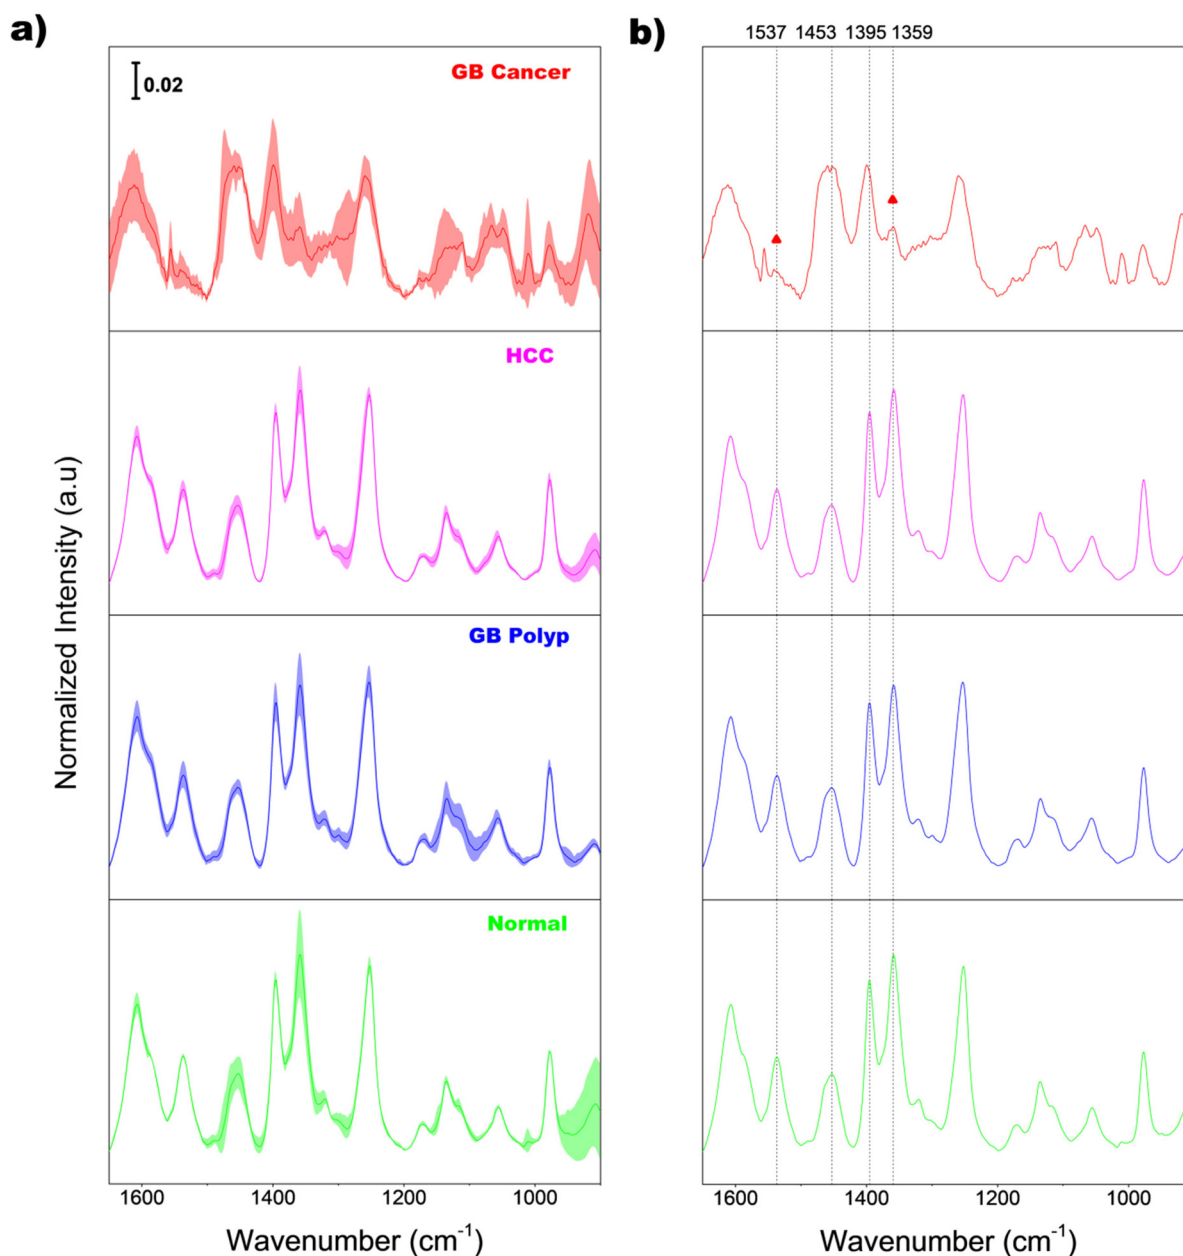 a)
b)
1537 1453 1395 1359
GB Cancer
0.02
HCC
GB Polyp
Normal
Normalized Intensity (a.u)
1600 1400 1200 1000
1600 1400 1200 1000
Wavenumber (cm⁻¹)
Wavenumber (cm⁻¹)